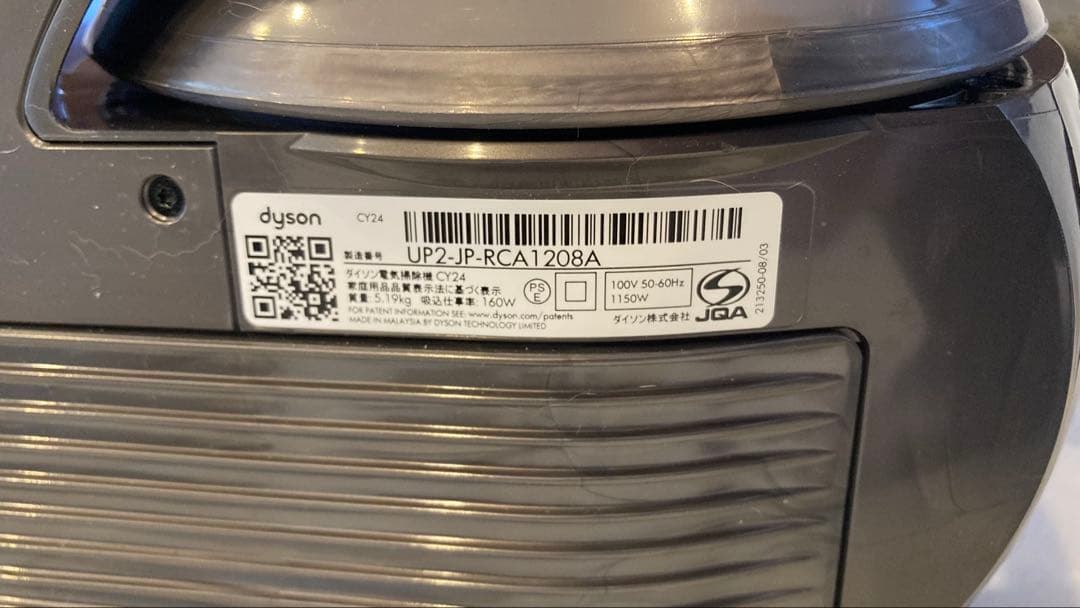 dyson CY24
製造番号 UP2-JP-RCA1208A
ダイソン電気掃除機 CY24
家庭用品品質表示法に基づく表示
質量: 5.19kg 吸込仕事率: 160W
FOR PATENT INFORMATION SEE: www.dyson.com/patents
MADE IN MALAYSIA BY DYSON TECHNOLOGY LIMITED
PS
E
100V 50-60Hz
1150W
ダイソン株式会社
JQA
213250-08/03